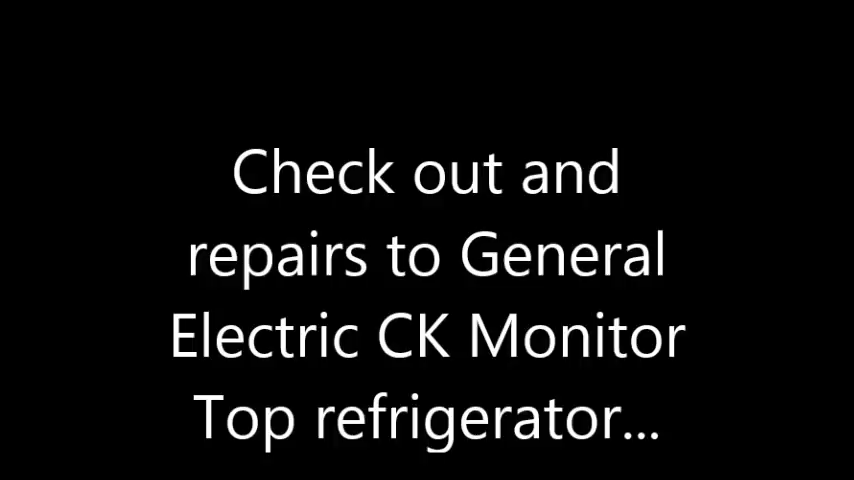 Check out and
repairs to General
Electric CK Monitor
Top refrigerator...